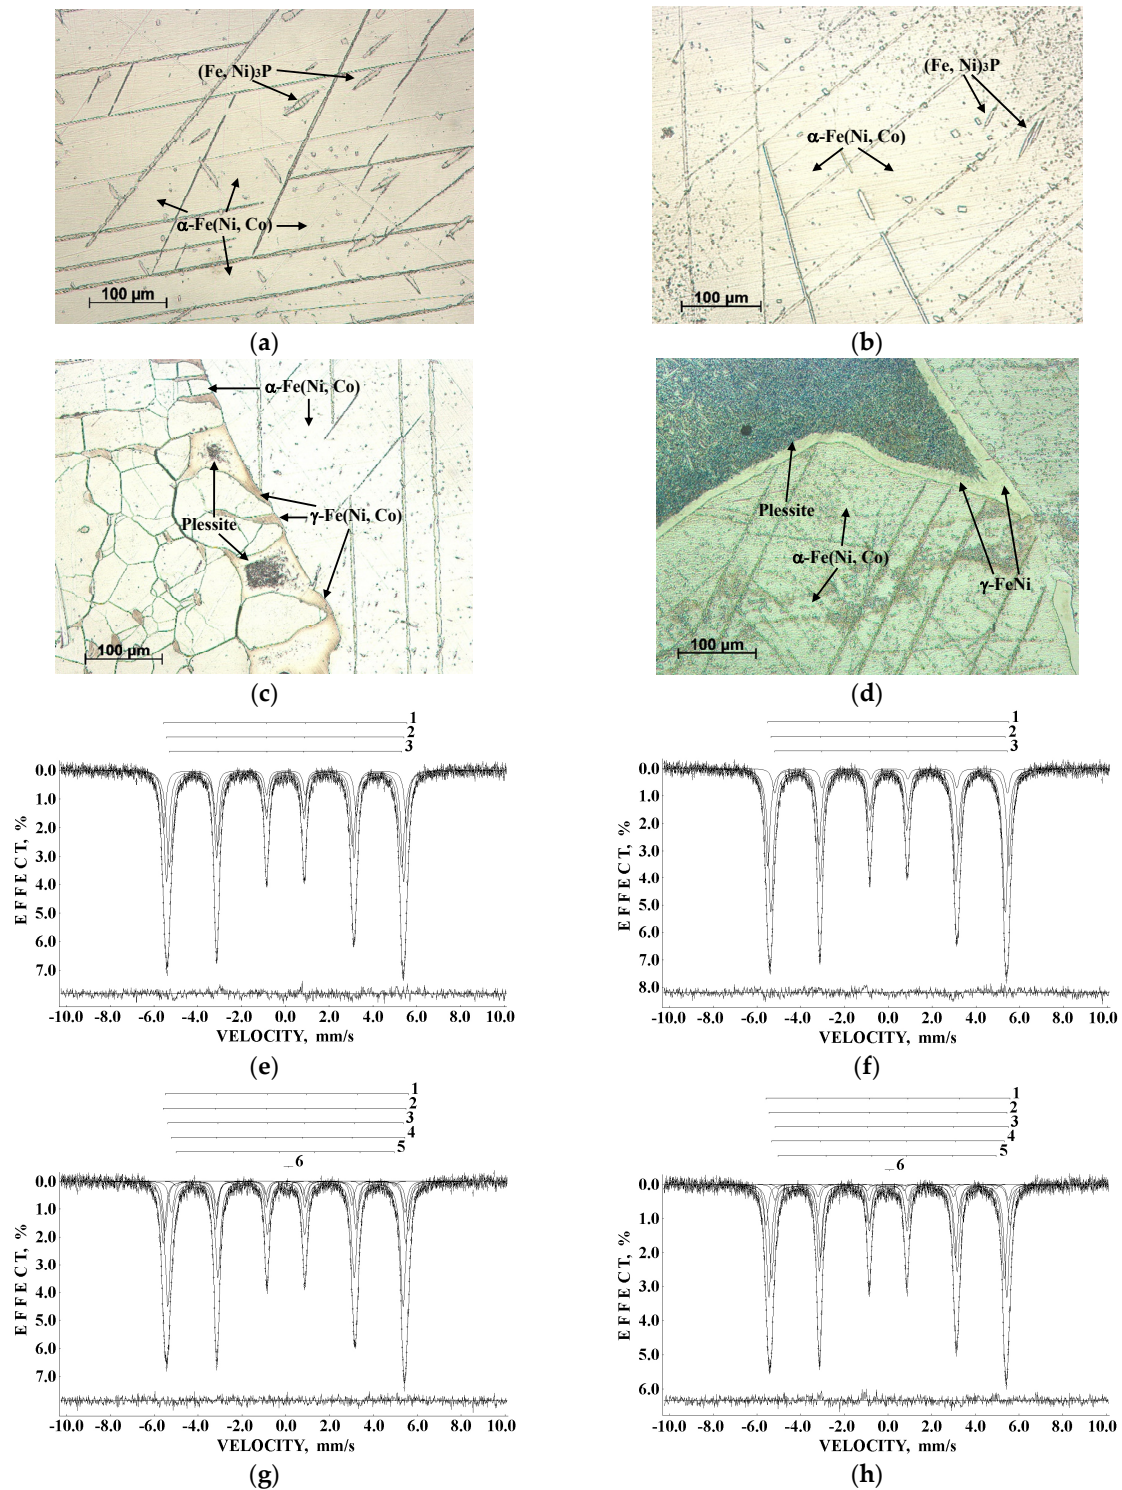 (Fe, Ni)3P
α-Fe(Ni, Co)
100 µm
(a)
(Fe, Ni)3P
α-Fe(Ni, Co)
100 µm
(b)
α-Fe(Ni, Co)
Plessite
γ-Fe(Ni, Co)
100 µm
(c)
Plessite
α-Fe(Ni, Co)
γ-FeNi
100 µm
(d)
1
2
3
0.0
1.0
2.0
3.0
4.0
5.0
6.0
7.0
EFFECT, %
-10.0 -8.0 -6.0 -4.0 -2.0 0.0 2.0 4.0 6.0 8.0 10.0
VELOCITY, mm/s
(e)
1
2
3
0.0
1.0
2.0
3.0
4.0
5.0
6.0
7.0
8.0
EFFECT, %
-10.0 -8.0 -6.0 -4.0 -2.0 0.0 2.0 4.0 6.0 8.0 10.0
VELOCITY, mm/s
(f)
1
2
3
4
5
6
0.0
1.0
2.0
3.0
4.0
5.0
6.0
7.0
EFFECT, %
-10.0 -8.0 -6.0 -4.0 -2.0 0.0 2.0 4.0 6.0 8.0 10.0
VELOCITY, mm/s
(g)
1
2
3
4
5
6
0.0
1.0
2.0
3.0
4.0
5.0
6.0
EFFECT, %
-10.0 -8.0 -6.0 -4.0 -2.0 0.0 2.0 4.0 6.0 8.0 10.0
VELOCITY, mm/s
(h)